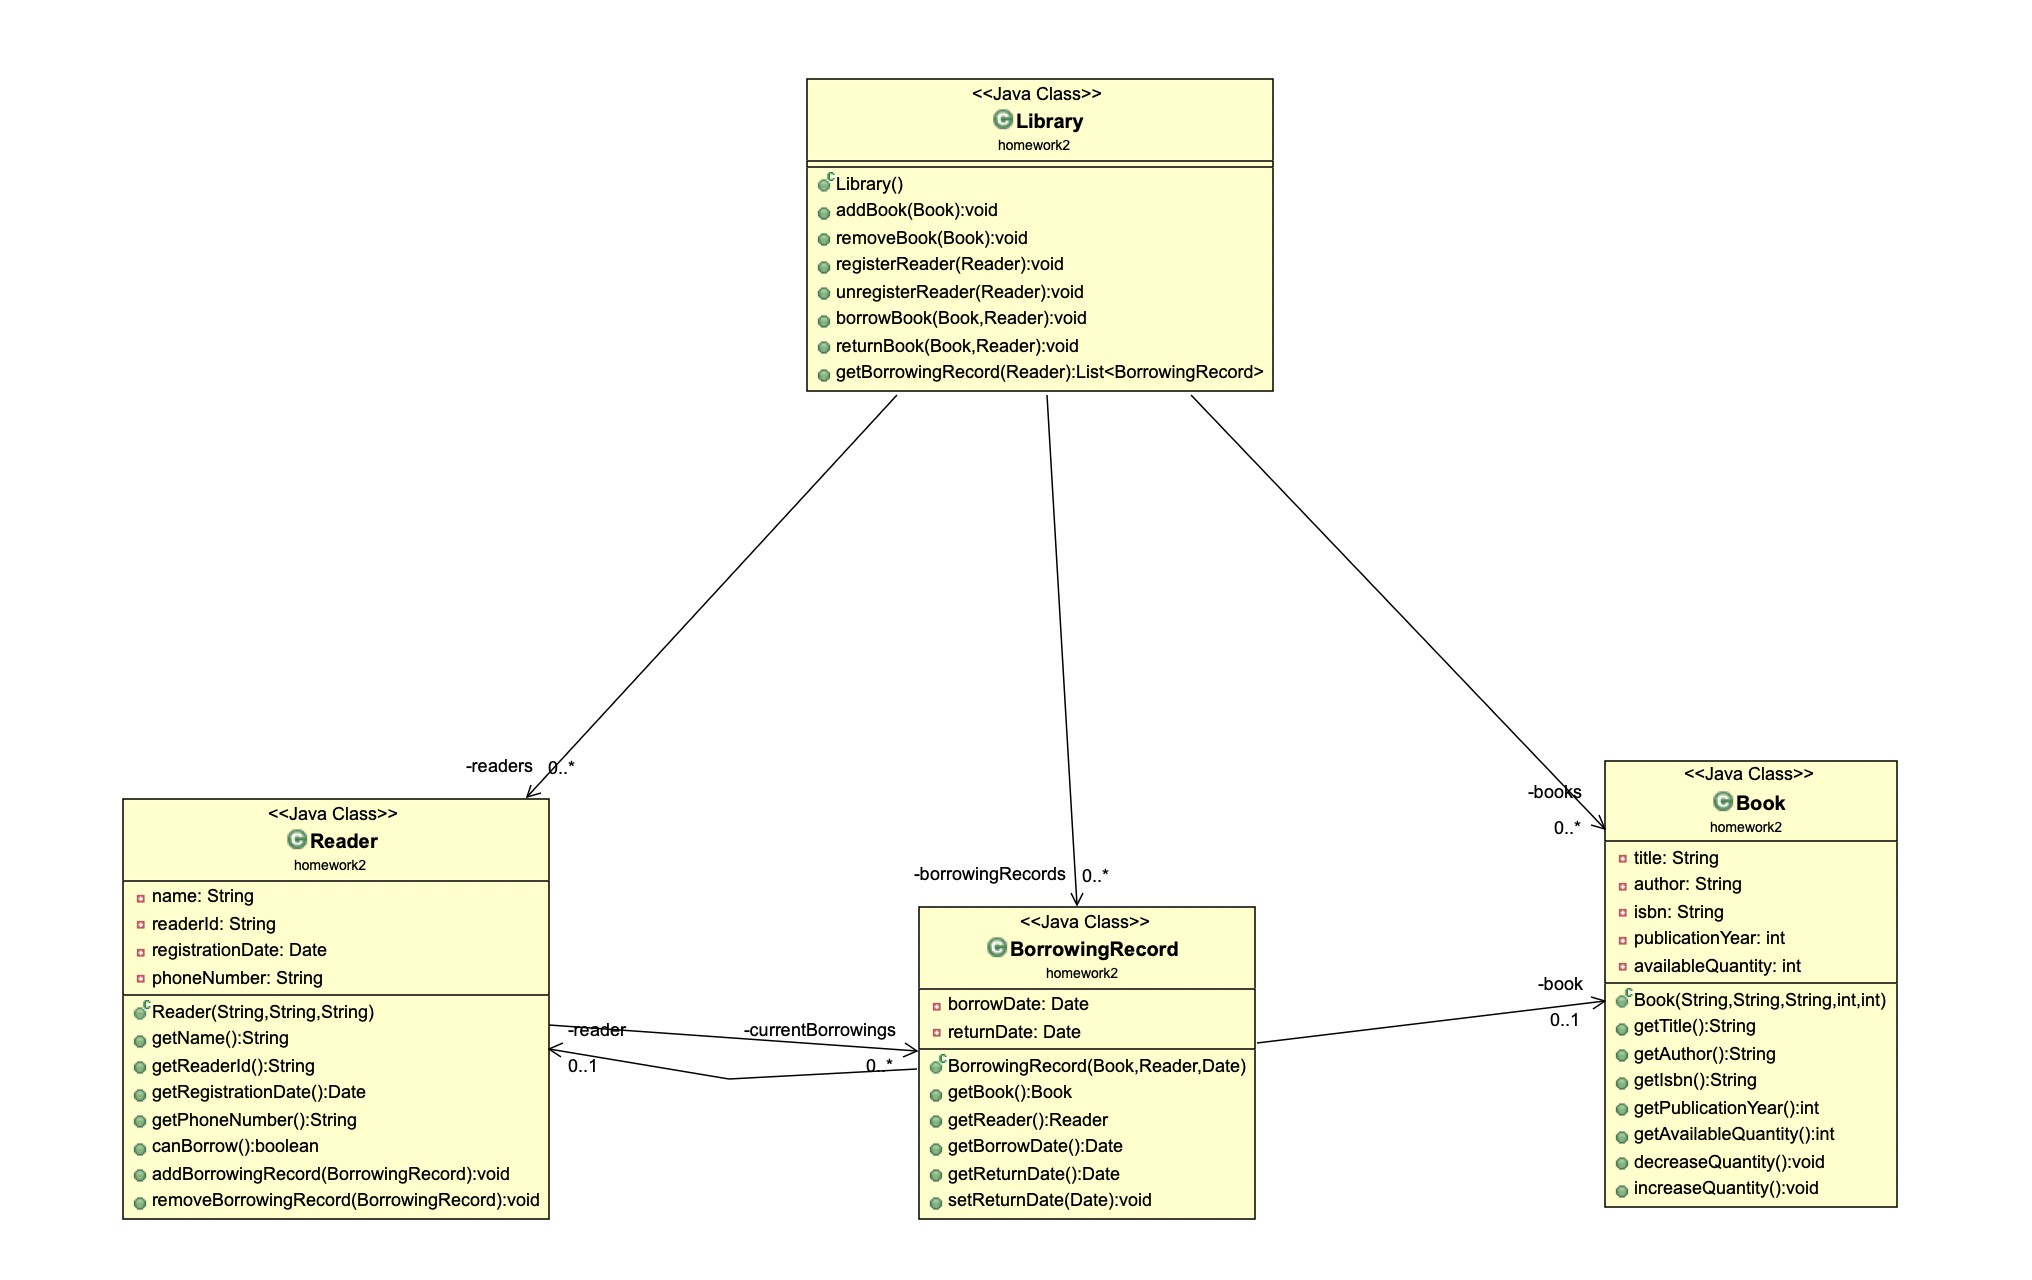 <<Java Class>>
Library
homework2
Library()
addBook(Book):void
removeBook(Book):void
registerReader(Reader):void
unregisterReader(Reader):void
borrowBook(Book,Reader):void
returnBook(Book,Reader):void
getBorrowingRecord(Reader):List<BorrowingRecord>
-readers 0..*
-borrowingRecords 0..*
-books
0..*
<<Java Class>>
Reader
homework2
name: String
readerId: String
registrationDate: Date
phoneNumber: String
Reader(String,String,String)
getName():String
getReaderId():String
getRegistrationDate():Date
getPhoneNumber():String
canBorrow():boolean
addBorrowingRecord(BorrowingRecord):void
removeBorrowingRecord(BorrowingRecord):void
-reader
0..1
-currentBorrowings
0..*
<<Java Class>>
BorrowingRecord
homework2
borrowDate: Date
returnDate: Date
BorrowingRecord(Book,Reader,Date)
getBook():Book
getReader():Reader
getBorrowDate():Date
getReturnDate():Date
setReturnDate(Date):void
-book
0..1
<<Java Class>>
Book
homework2
title: String
author: String
isbn: String
publicationYear: int
availableQuantity: int
Book(String,String,String,int,int)
getTitle():String
getAuthor():String
getIsbn():String
getPublicationYear():int
getAvailableQuantity():int
decreaseQuantity():void
increaseQuantity():void